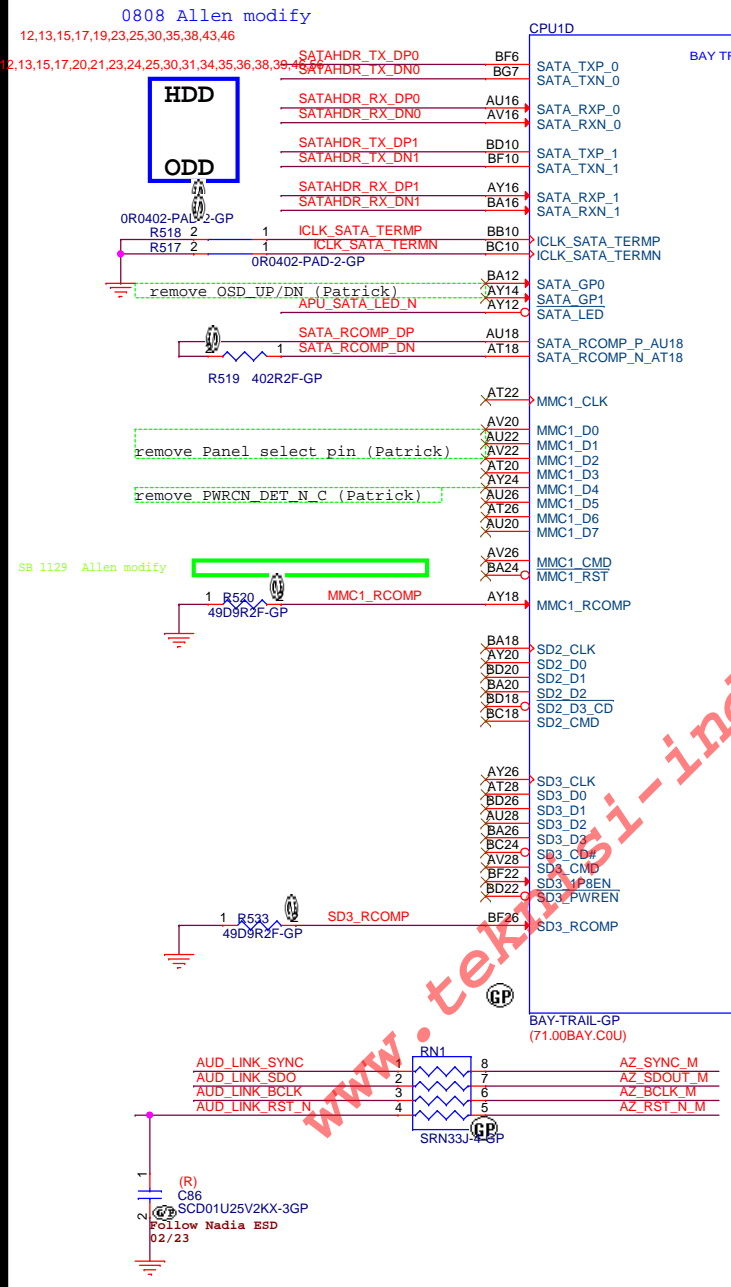 0808 Allen modify
CPU1D
12,13,15,17,19,23,25,30,35,38,43,46
BAY TR
12,13,15,17,20,21,23,24,25,30,31,34,35,36,38,39,46,56
SATAHDR_TX_DP0 BF6 SATA_TXP_0
SATAHDR_TX_DN0 BG7 SATA_TXN_0
HDD
SATAHDR_RX_DP0 AU16 SATA_RXP_0
SATAHDR_RX_DN0 AV16 SATA_RXN_0
SATAHDR_TX_DP1 BD10 SATA_TXP_1
SATAHDR_TX_DN1 BF10 SATA_TXN_1
ODD
SATAHDR_RX_DP1 AY16 SATA_RXP_1
SATAHDR_RX_DN1 BA16 SATA_RXN_1
0R0402-PAD-2-GP
R518 2 1 ICLK_SATA_TERMP BB10 ICLK_SATA_TERMP
R517 2 1 ICLK_SATA_TERMN BC10 ICLK_SATA_TERMN
0R0402-PAD-2-GP
BA12 SATA_GP0
remove OSD_UP/DN (Patrick) AY14 SATA_GP1
APU_SATA_LED_N AY12 SATA_LED
SATA_RCOMP_DP AU18 SATA_RCOMP_P_AU18
2 1 SATA_RCOMP_DN AT18 SATA_RCOMP_N_AT18
R519 402R2F-GP
AT22 MMC1_CLK
AV20 MMC1_D0
AU22 MMC1_D1
remove Panel select pin (Patrick) AV22 MMC1_D2
AT20 MMC1_D3
AY24 MMC1_D4
remove PWRCN_DET_N_C (Patrick) AU26 MMC1_D5
AT26 MMC1_D6
AU20 MMC1_D7
AV26 MMC1_CMD
SB 1129 Allen modify BA24 MMC1_RST
1 R520 2 MMC1_RCOMP AY18 MMC1_RCOMP
49D9R2F-GP
BA18 SD2_CLK
AY20 SD2_D0
BD20 SD2_D1
BA20 SD2_D2
BD18 SD2_D3_CD
BC18 SD2_CMD
AY26 SD3_CLK
AT28 SD3_D0
BD26 SD3_D1
AU28 SD3_D2
BA26 SD3_D3
BC24 SD3_CD#
AV28 SD3_CMD
BF22 SD3_1P8EN
BD22 SD3_PWREN
1 R533 2 SD3_RCOMP BF26 SD3_RCOMP
49D9R2F-GP
GP
BAY-TRAIL-GP
(71.00BAY.C0U)
RN1
AUD_LINK_SYNC 1 8 AZ_SYNC_M
AUD_LINK_SDO 2 7 AZ_SDOUT_M
AUD_LINK_BCLK 3 6 AZ_BCLK_M
AUD_LINK_RST_N 4 5 AZ_RST_N_M
SRN33J-4-GP
GP
1
(R)
C86
SCD01U25V2KX-3GP
2
Follow Nadia ESD
02/23
www.teknisi-ind